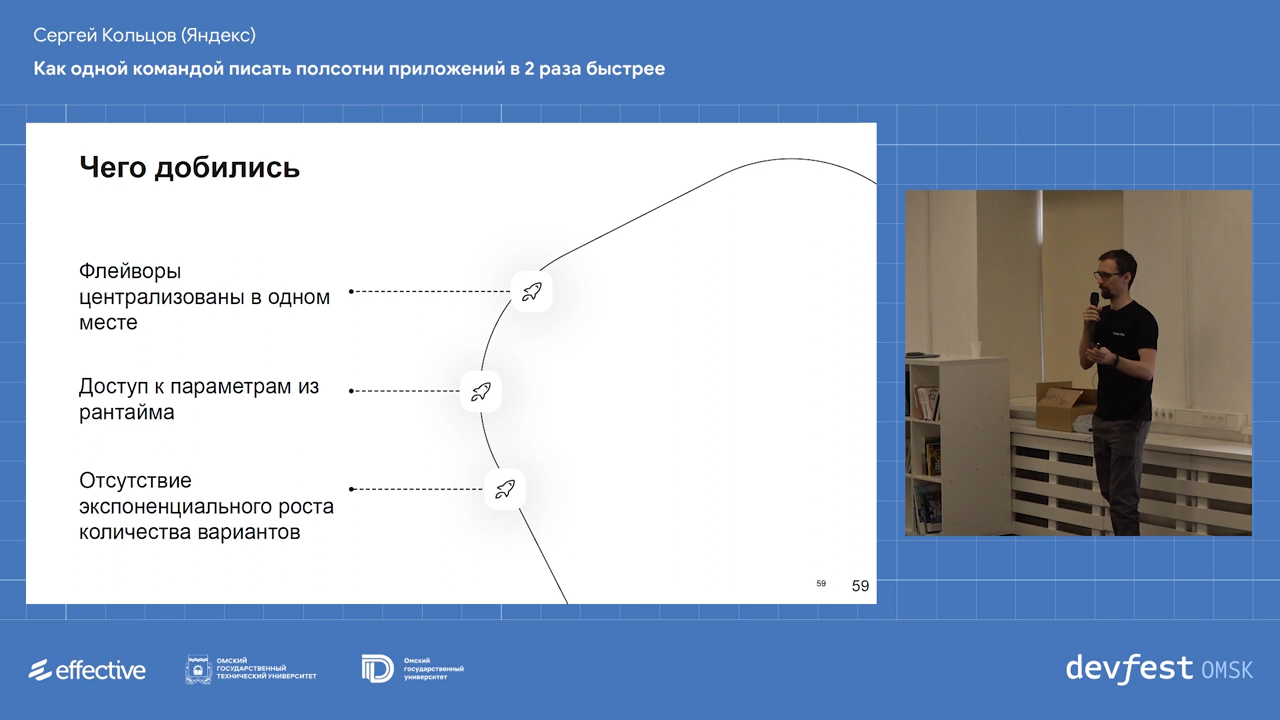 Сергей Кольцов (Яндекс)
Как одной командой писать полсотни приложений в 2 раза быстрее
Чего добились
Флейворы
централизованы в одном
месте
Доступ к параметрам из
рантайма
Отсутствие
экспоненциального роста
количества вариантов
59
59
effective
ОМСКИЙ
ГОСУДАРСТВЕННЫЙ
ТЕХНИЧЕСКИЙ УНИВЕРСИТЕТ
Омский
государственный
университет
devfest OMSK